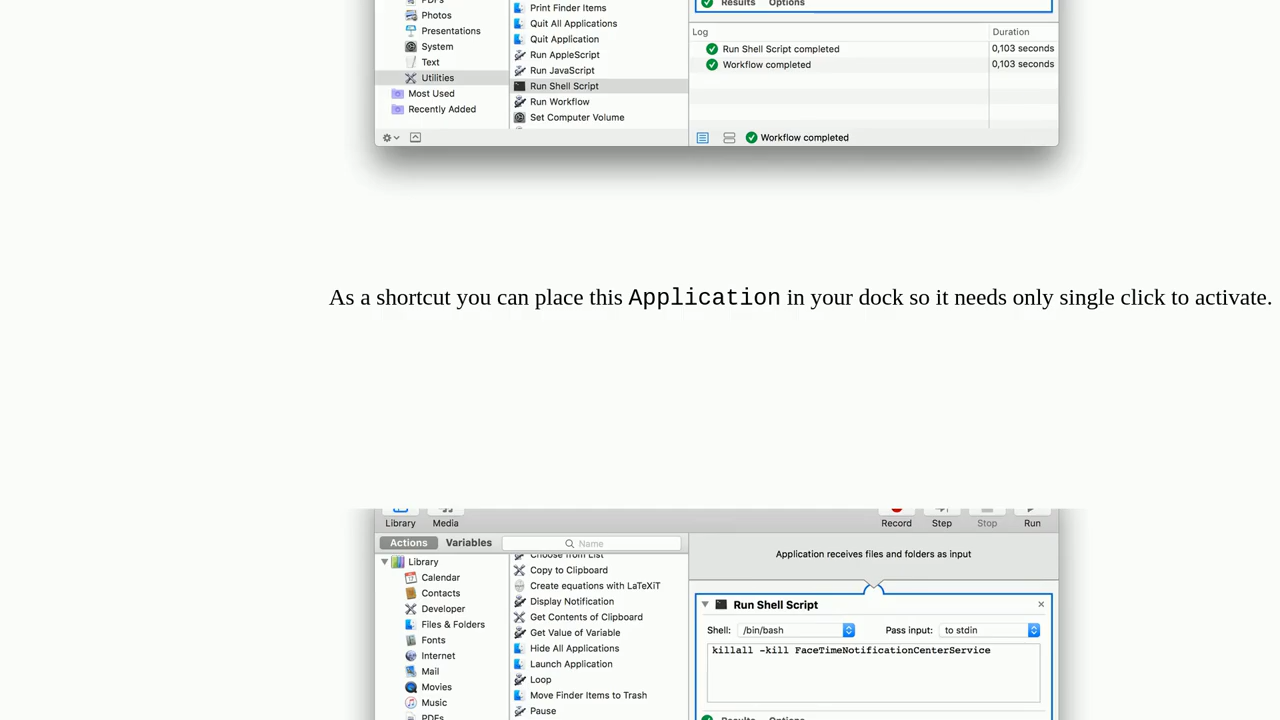 PDFs
Photos
Presentations
System
Text
Utilities
Most Used
Recently Added
Print Finder Items
Quit All Applications
Quit Application
Run AppleScript
Run JavaScript
Run Shell Script
Run Workflow
Set Computer Volume
Results Options
Log Duration
Run Shell Script completed 0,103 seconds
Workflow completed 0,103 seconds
Workflow completed
As a shortcut you can place this Application in your dock so it needs only single click to activate.
Library Media Record Step Stop Run
Actions Variables Name
Library
Calendar
Contacts
Developer
Files & Folders
Fonts
Internet
Mail
Movies
Music
PDFs
Choose from List
Copy to Clipboard
Create equations with LaTeXiT
Display Notification
Get Contents of Clipboard
Get Value of Variable
Hide All Applications
Launch Application
Loop
Move Finder Items to Trash
Pause
Application receives files and folders as input
Run Shell Script
Shell: /bin/bash Pass input: to stdin
killall -kill FaceTimeNotificationCenterService
Results Options